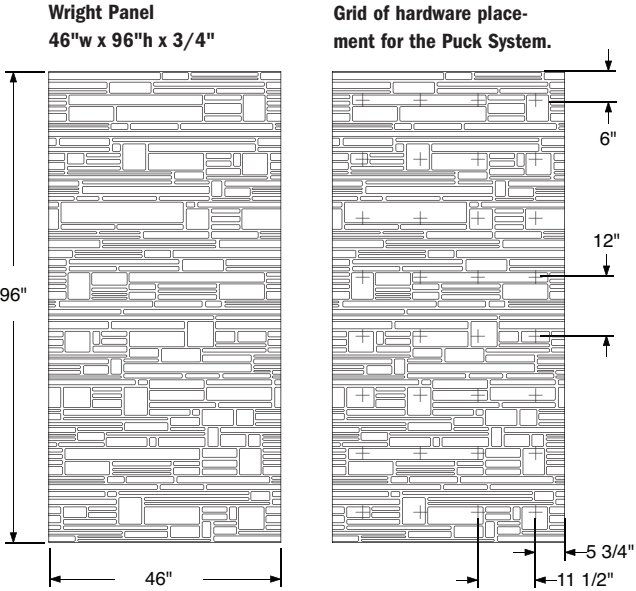 Wright Panel
46"w x 96"h x 3/4"
Grid of hardware place-
ment for the Puck System.
6"
12"
96"
5 3/4"
46"
11 1/2"